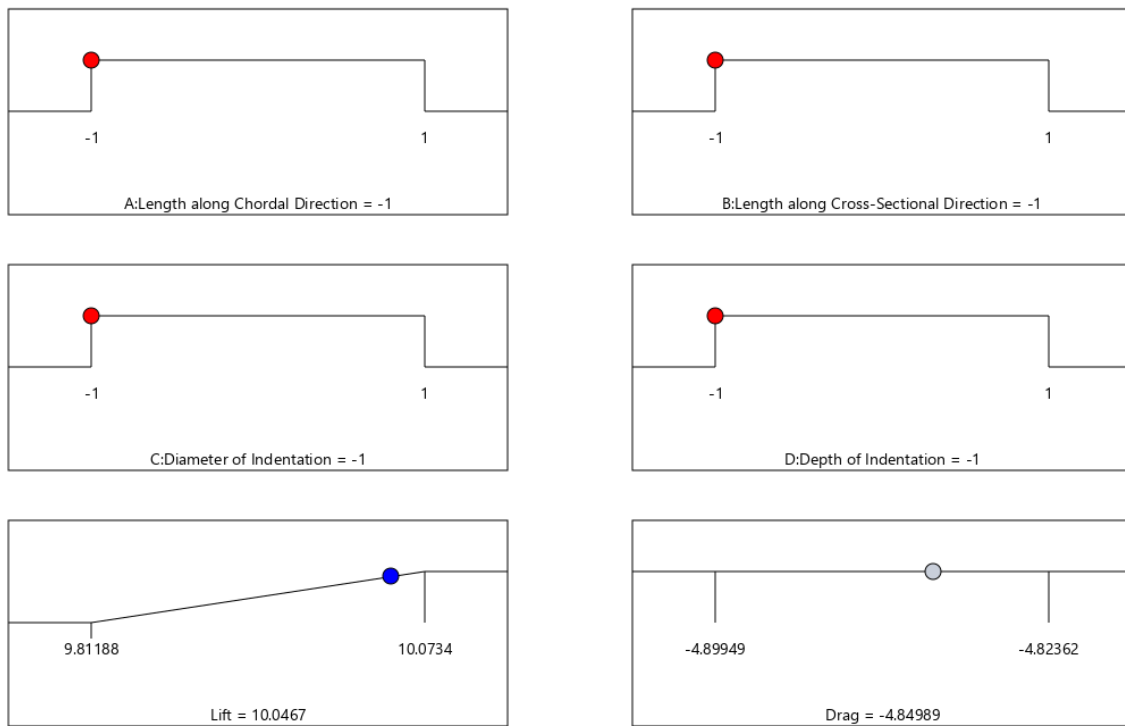 -1 1
A:Length along Chordal Direction = -1
-1 1
B:Length along Cross-Sectional Direction = -1
-1 1
C:Diameter of Indentation = -1
-1 1
D:Depth of Indentation = -1
9.81188 10.0734
Lift = 10.0467
-4.89949 -4.82362
Drag = -4.84989